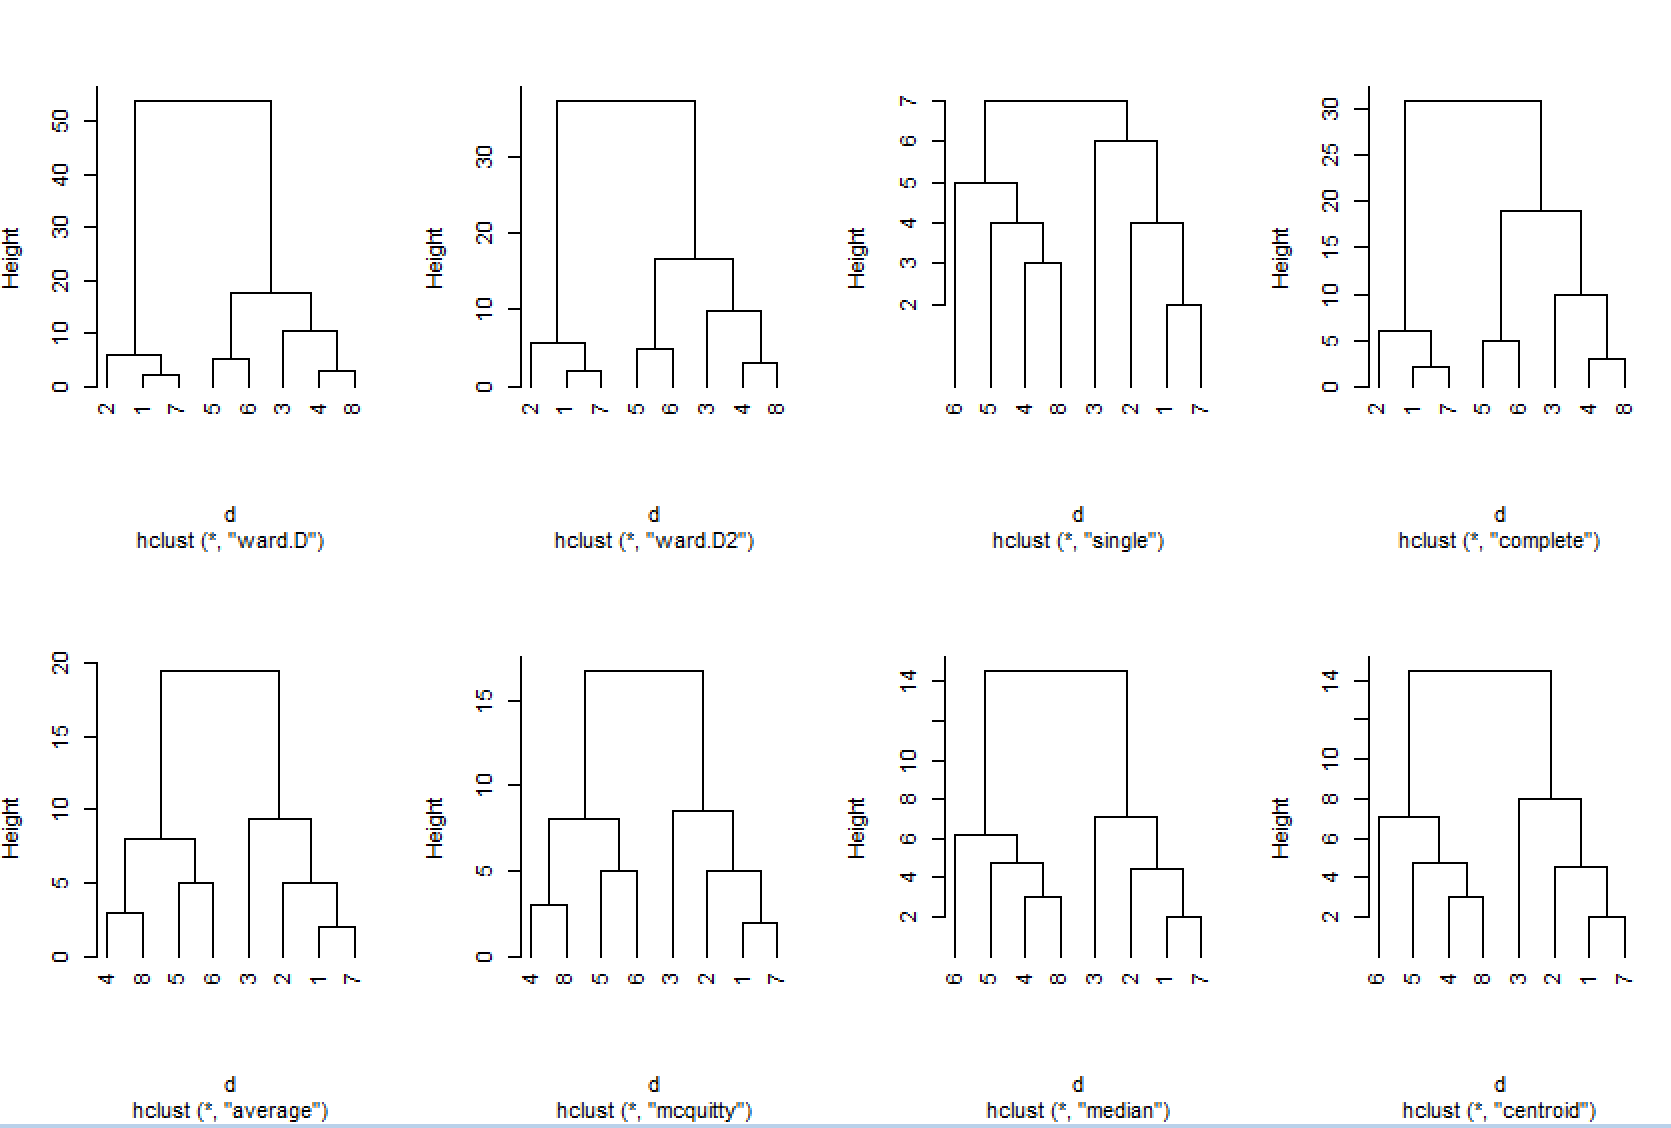 Height
50
40
30
20
10
0
2 1 7 5 6 3 4 8
d
hclust (*, "ward.D")
Height
30
20
10
0
2 1 7 5 6 3 4 8
d
hclust (*, "ward.D2")
Height
7
6
5
4
3
2
6 5 4 8 3 2 1 7
d
hclust (*, "single")
Height
30
25
20
15
10
5
0
2 1 7 5 6 3 4 8
d
hclust (*, "complete")
Height
20
15
10
5
0
4 8 5 6 3 2 1 7
d
hclust (*, "average")
Height
15
10
5
0
4 8 5 6 3 2 1 7
d
hclust (*, "mcquitty")
Height
14
10
8
6
4
2
6 5 4 8 3 2 1 7
d
hclust (*, "median")
Height
14
10
8
6
4
2
6 5 4 8 3 2 1 7
d
hclust (*, "centroid")